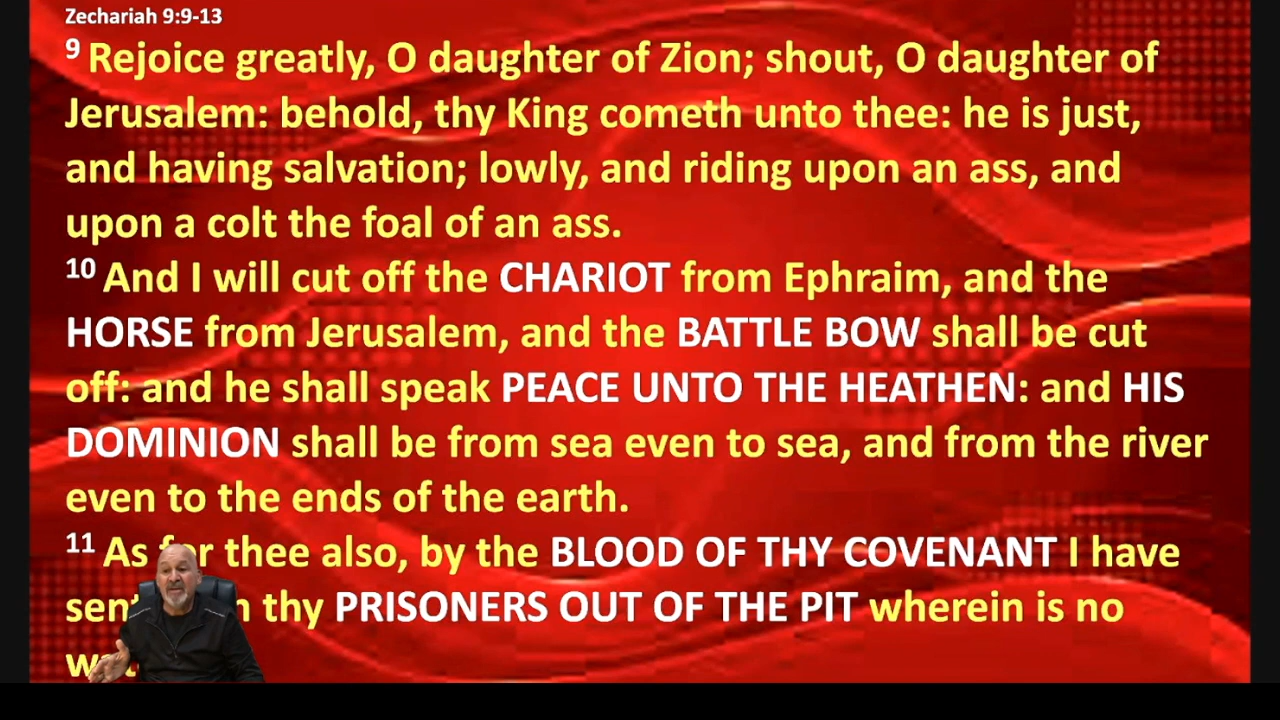 Zechariah 9:9-13
9 Rejoice greatly, O daughter of Zion; shout, O daughter of
Jerusalem: behold, thy King cometh unto thee: he is just,
and having salvation; lowly, and riding upon an ass, and
upon a colt the foal of an ass.
10 And I will cut off the CHARIOT from Ephraim, and the
HORSE from Jerusalem, and the BATTLE BOW shall be cut
off: and he shall speak PEACE UNTO THE HEATHEN: and HIS
DOMINION shall be from sea even to sea, and from the river
even to the ends of the earth.
11 As for thee also, by the BLOOD OF THY COVENANT I have
thy PRISONERS OUT OF THE PIT wherein is no